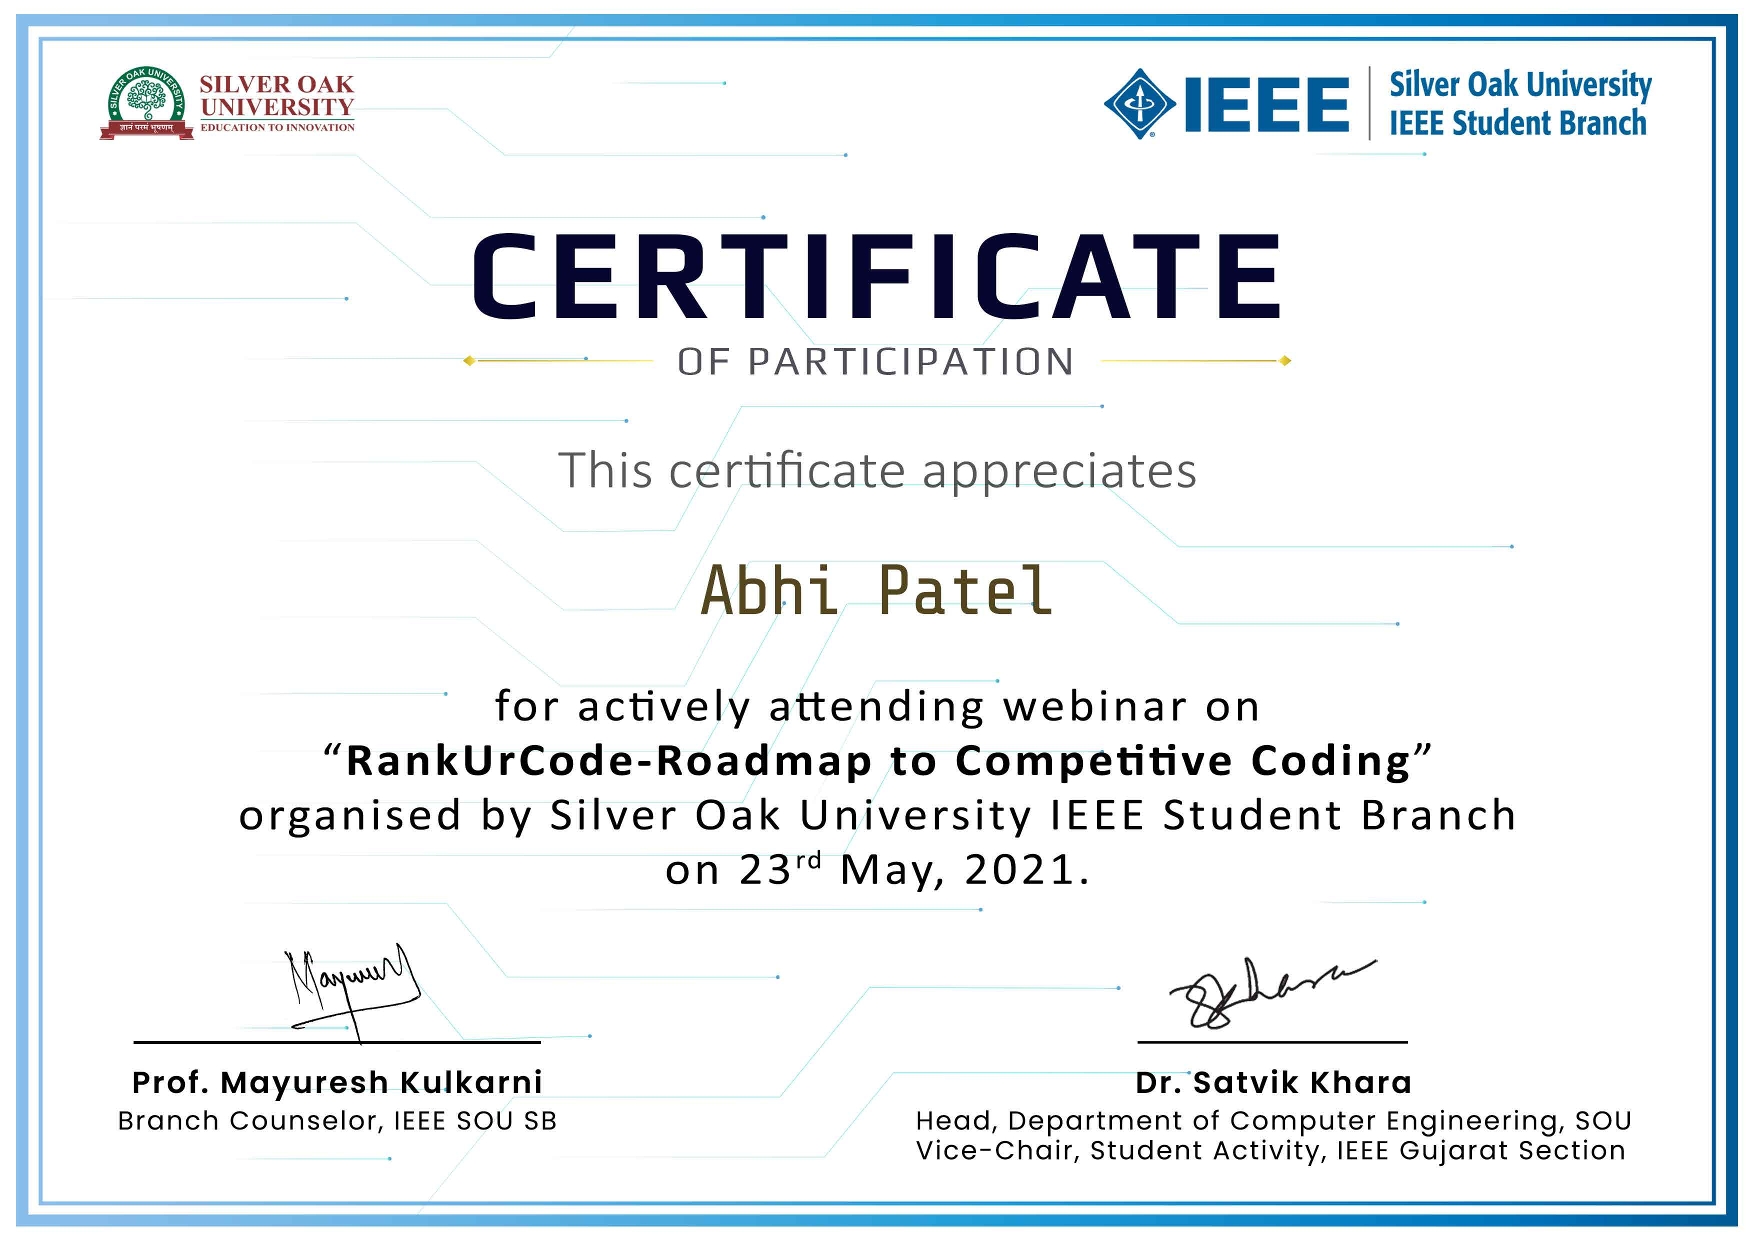 SILVER OAK UNIVERSITY
ज्ञानं परमं भूषणम्
SILVER OAK
UNIVERSITY
EDUCATION TO INNOVATION
IEEE
Silver Oak University
IEEE Student Branch
CERTIFICATE
OF PARTICIPATION
This certificate appreciates
Abhi Patel
for actively attending webinar on
“RankUrCode-Roadmap to Competitive Coding”
organised by Silver Oak University IEEE Student Branch
on 23rd May, 2021.
Prof. Mayuresh Kulkarni
Branch Counselor, IEEE SOU SB
Dr. Satvik Khara
Head, Department of Computer Engineering, SOU
Vice-Chair, Student Activity, IEEE Gujarat Section